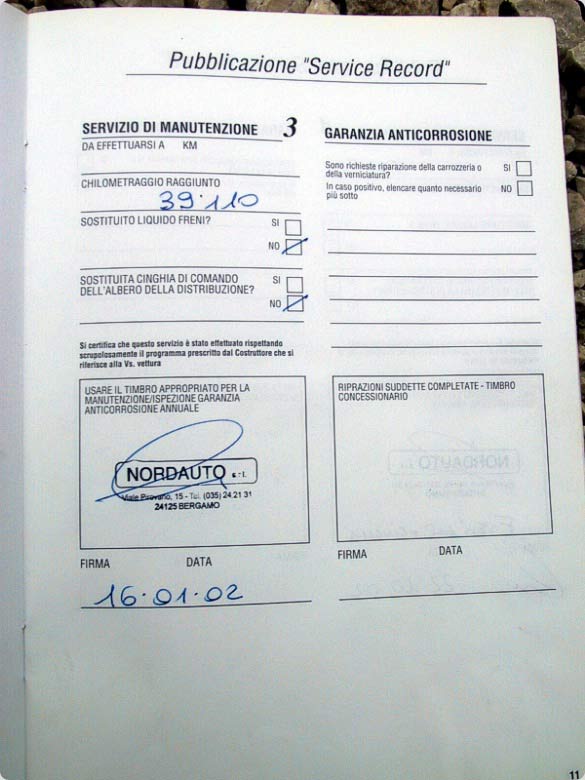 Pubblicazione "Service Record"
SERVIZIO DI MANUTENZIONE 3
DA EFFETTUARSI A KM
CHILOMETRAGGIO RAGGIUNTO
39·110
SOSTITUITO LIQUIDO FRENI? SI
NO
SOSTITUITA CINGHIA DI COMANDO SI
DELL'ALBERO DELLA DISTRIBUZIONE?
NO
Si certifica che questo servizio è stato effettuato rispettando
scrupolosamente il programma prescritto dal Costruttore che si
riferisce alla Vs. vettura
USARE IL TIMBRO APPROPRIATO PER LA
MANUTENZIONE/ISPEZIONE GARANZIA
ANTICORROSIONE ANNUALE
NORDAUTO s.r.l.
Viale Pirovano, 15 - Tel. (035) 24.21 31
24125 BERGAMO
FIRMA DATA
16·01·02
GARANZIA ANTICORROSIONE
Sono richieste riparazione della carrozzeria o SI
della verniciatura?
In caso positivo, elencare quanto necessario NO
più sotto
RIPRAZIONI SUDDETTE COMPLETATE - TIMBRO
CONCESSIONARIO
FIRMA DATA
11